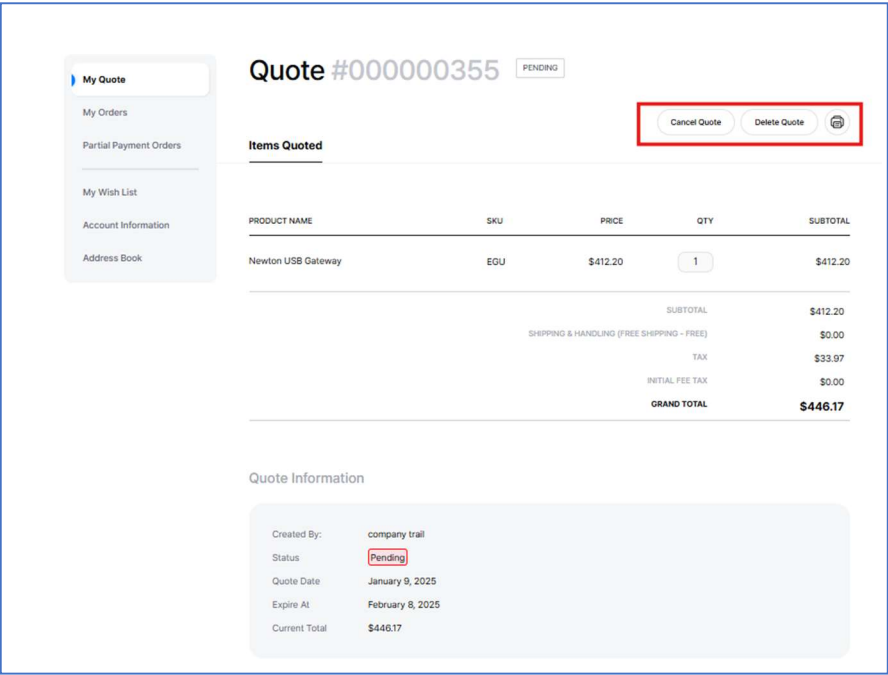 My Quote
My Orders
Partial Payment Orders
My Wish List
Account Information
Address Book
Quote #000000355 PENDING
Cancel Quote Delete Quote
Items Quoted
PRODUCT NAME SKU PRICE QTY SUBTOTAL
Newton USB Gateway EGU $412.20 1 $412.20
SUBTOTAL $412.20
SHIPPING & HANDLING (FREE SHIPPING - FREE) $0.00
TAX $33.97
INITIAL FEE TAX $0.00
GRAND TOTAL $446.17
Quote Information
Created By: company trail
Status Pending
Quote Date January 9, 2025
Expire At February 8, 2025
Current Total $446.17